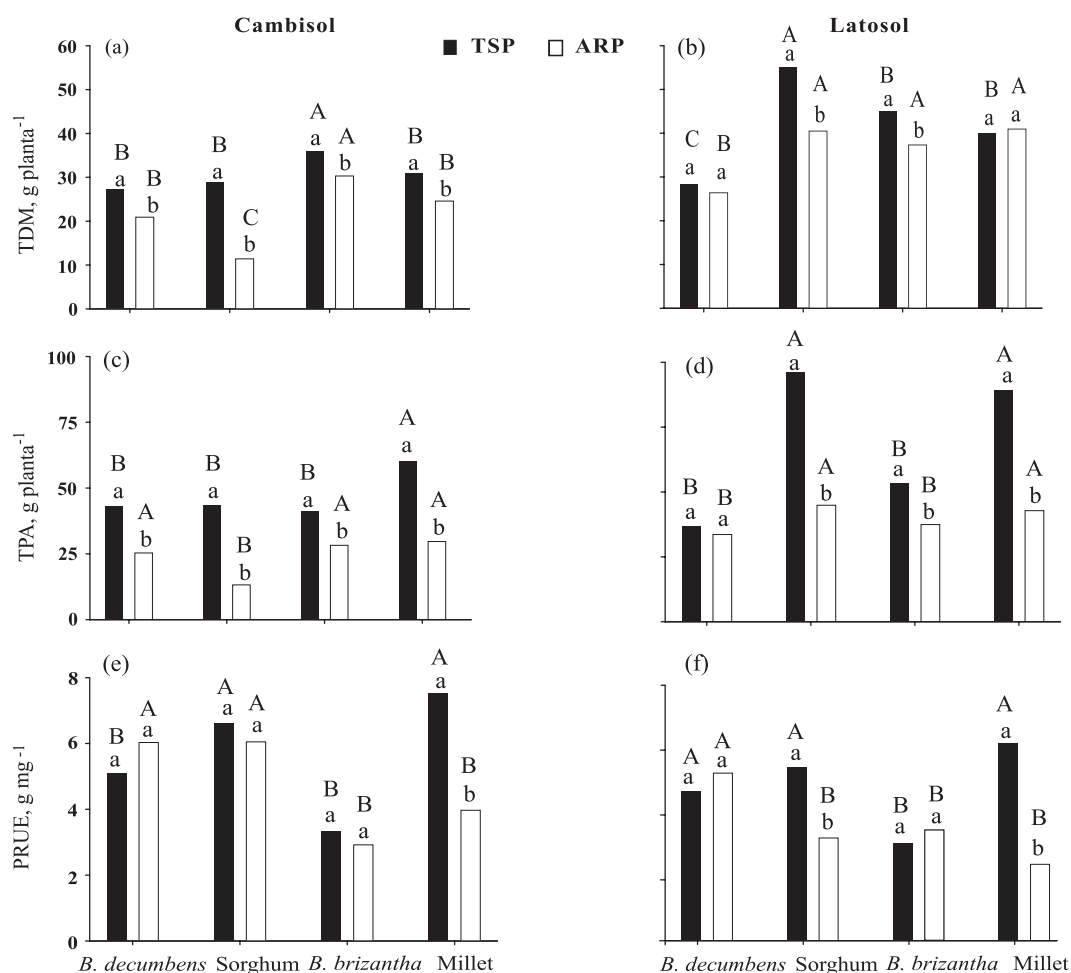 Cambisol
Latosol
TSP ARP
(a)
TDM, g planta-1
60
50
40
30
20
10
0
B a B b
B a C b
A a A b
B a B b
(b)
C a B a
A a A b
B a A b
B a A a
(c)
TPA, g planta-1
100
75
50
25
0
B a A b
B a B b
B a A b
A a A b
(d)
B a B a
A a A b
B a B b
A a A b
(e)
PRUE, g mg-1
8
6
4
2
0
B a A a
A a A a
B a B a
A a B b
(f)
A a A a
A a B b
B a B a
A a B b
B. decumbens Sorghum B. brizantha Millet
B. decumbens Sorghum B. brizantha Millet